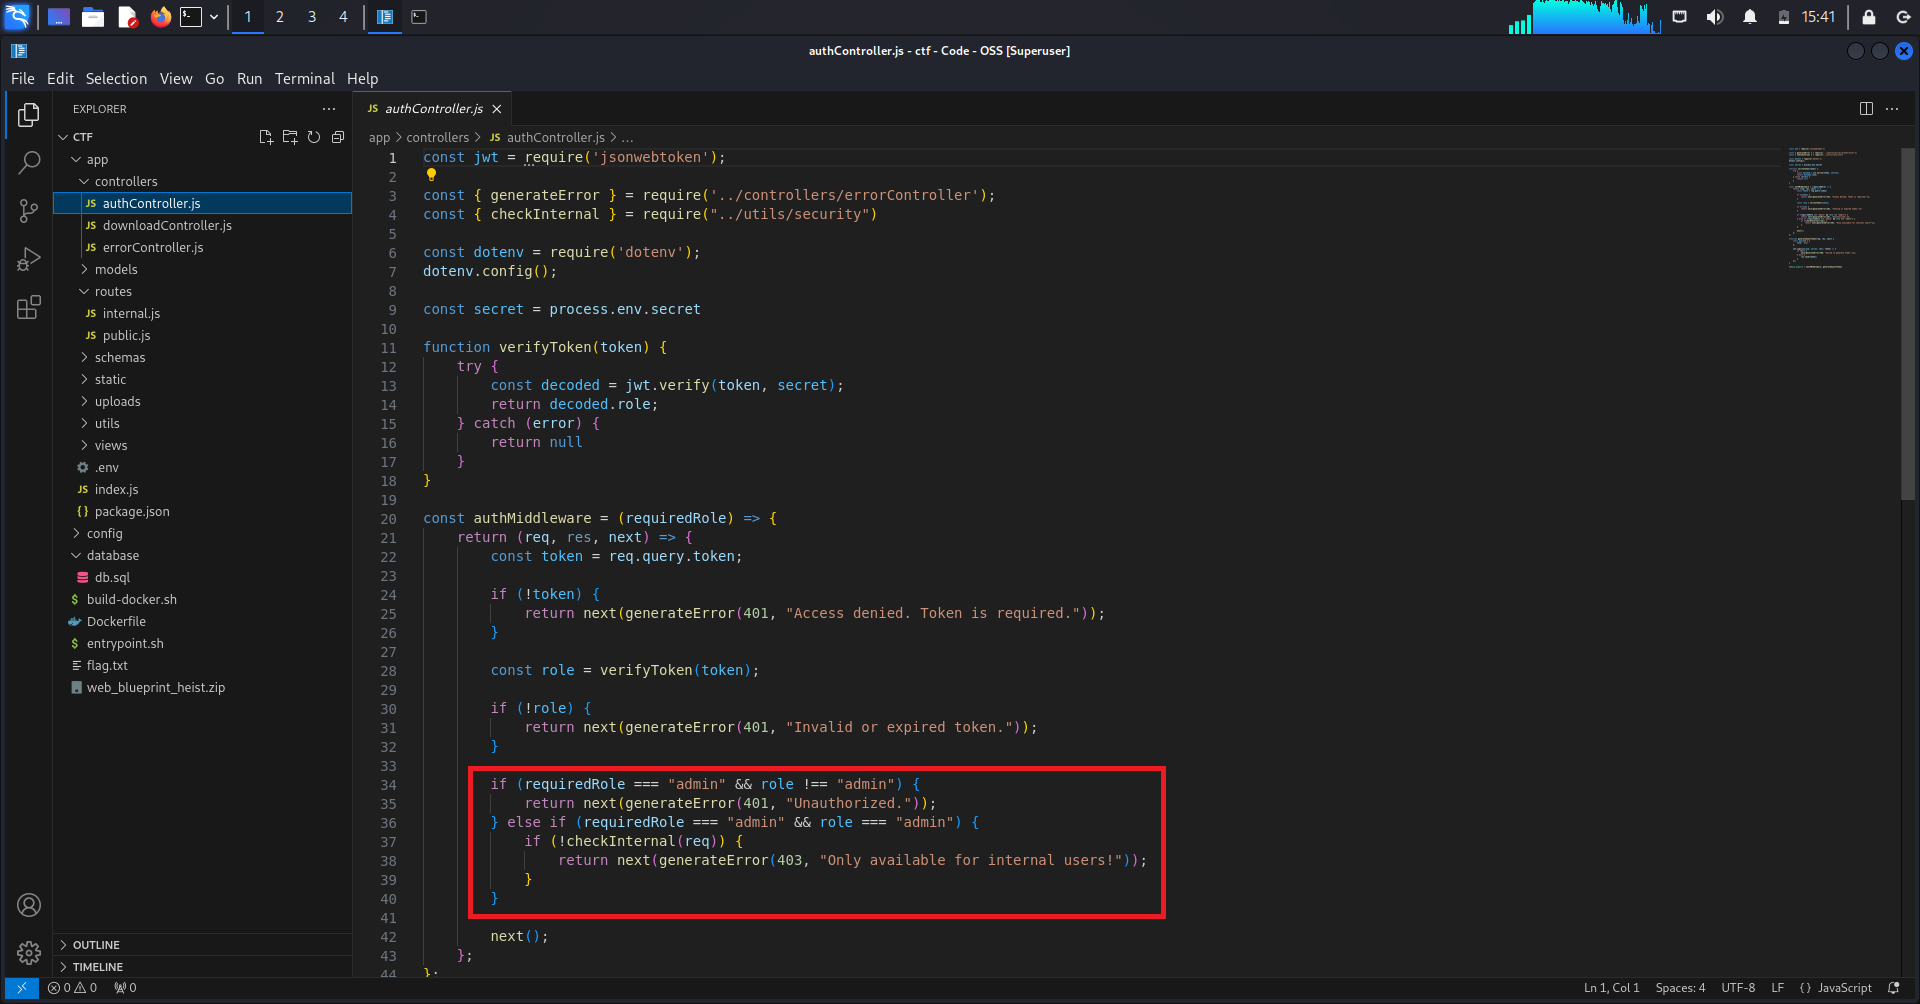 1 2 3 4 15:41
authController.js - ctf - Code - OSS [Superuser]
File Edit Selection View Go Run Terminal Help
EXPLORER ...
CTF
app
controllers
authController.js
downloadController.js
errorController.js
models
routes
internal.js
public.js
schemas
static
uploads
utils
views
.env
index.js
package.json
config
database
db.sql
build-docker.sh
Dockerfile
entrypoint.sh
flag.txt
web_blueprint_heist.zip
OUTLINE
TIMELINE
JS authController.js
app > controllers > JS authController.js > ...
1 const jwt = require('jsonwebtoken');
2
3 const { generateError } = require('../controllers/errorController');
4 const { checkInternal } = require("../utils/security")
5
6 const dotenv = require('dotenv');
7 dotenv.config();
8
9 const secret = process.env.secret
10
11 function verifyToken(token) {
12 try {
13 const decoded = jwt.verify(token, secret);
14 return decoded.role;
15 } catch (error) {
16 return null
17 }
18 }
19
20 const authMiddleware = (requiredRole) => {
21 return (req, res, next) => {
22 const token = req.query.token;
23
24 if (!token) {
25 return next(generateError(401, "Access denied. Token is required."));
26 }
27
28 const role = verifyToken(token);
29
30 if (!role) {
31 return next(generateError(401, "Invalid or expired token."));
32 }
33
34 if (requiredRole === "admin" && role !== "admin") {
35 return next(generateError(401, "Unauthorized."));
36 } else if (requiredRole === "admin" && role === "admin") {
37 if (!checkInternal(req)) {
38 return next(generateError(403, "Only available for internal users!"));
39 }
40 }
41
42 next();
43 };
44 };
0 0 0 Ln 1, Col 1 Spaces: 4 UTF-8 LF {} JavaScript